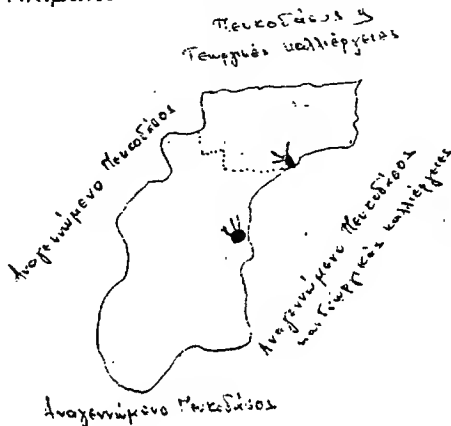 Πευκοδάσος ή
Γεωργικές καλλιέργειες
Αναγεννώμενο Πευκοδάσος
Αναγεννώμενο Πευκοδάσος
και Γεωργικές καλλιέργειες
Αναγεννώμενο Πευκοδάσος